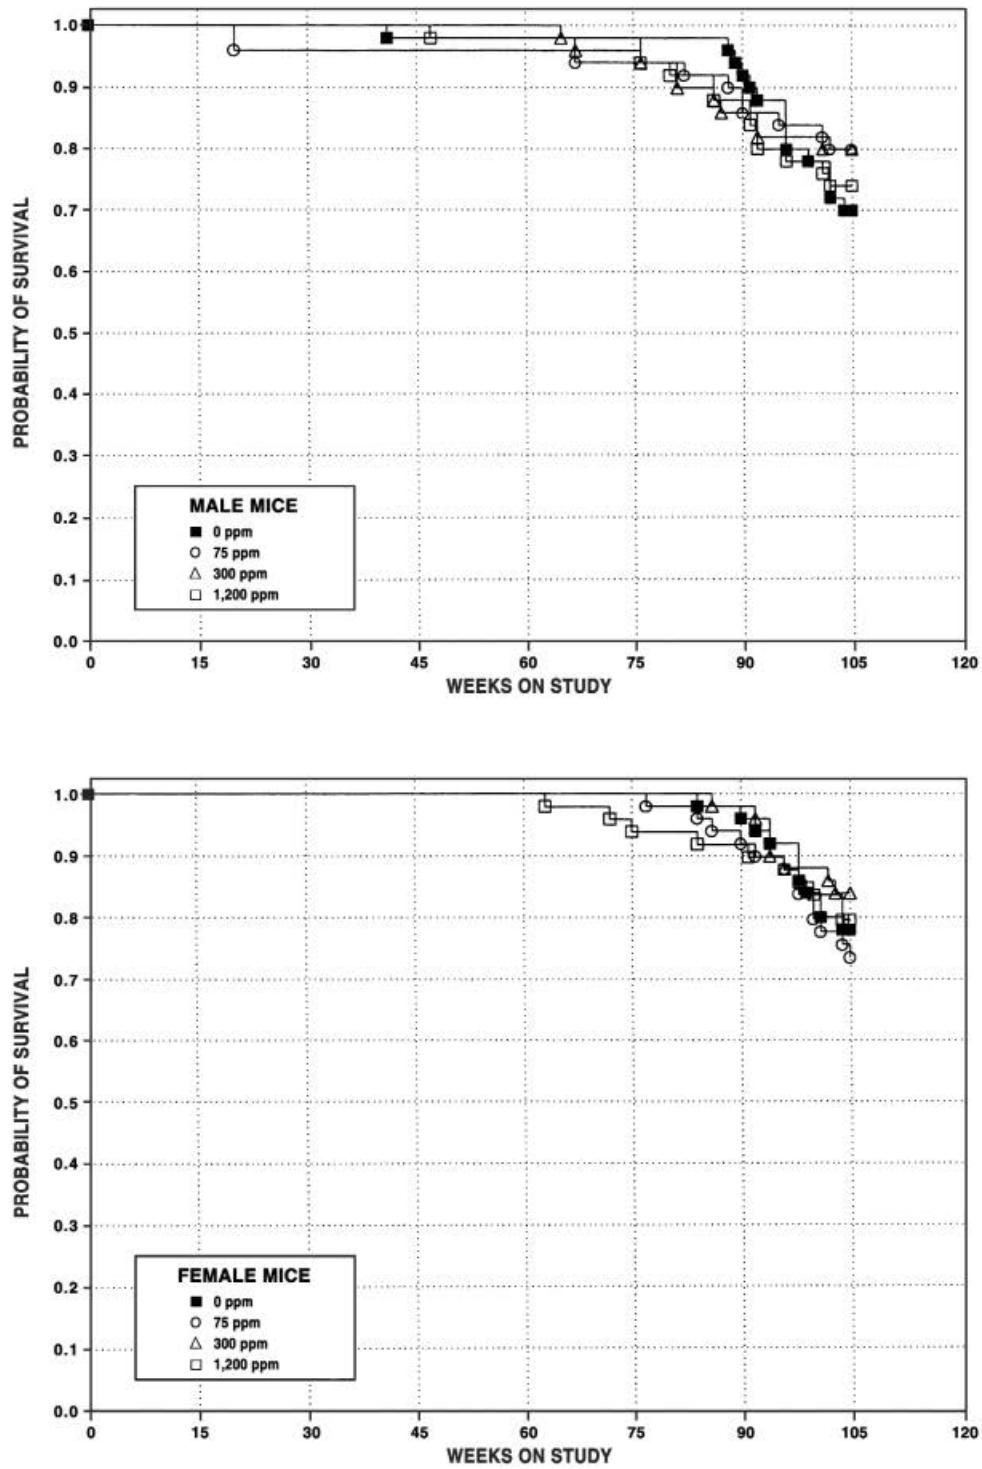 PROBABILITY OF SURVIVAL
1.0
0.9
0.8
0.7
0.6
0.5
0.4
0.3
0.2
0.1
0.0
MALE MICE
0 ppm
75 ppm
300 ppm
1,200 ppm
0 15 30 45 60 75 90 105 120
WEEKS ON STUDY
PROBABILITY OF SURVIVAL
1.0
0.9
0.8
0.7
0.6
0.5
0.4
0.3
0.2
0.1
0.0
FEMALE MICE
0 ppm
75 ppm
300 ppm
1,200 ppm
0 15 30 45 60 75 90 105 120
WEEKS ON STUDY